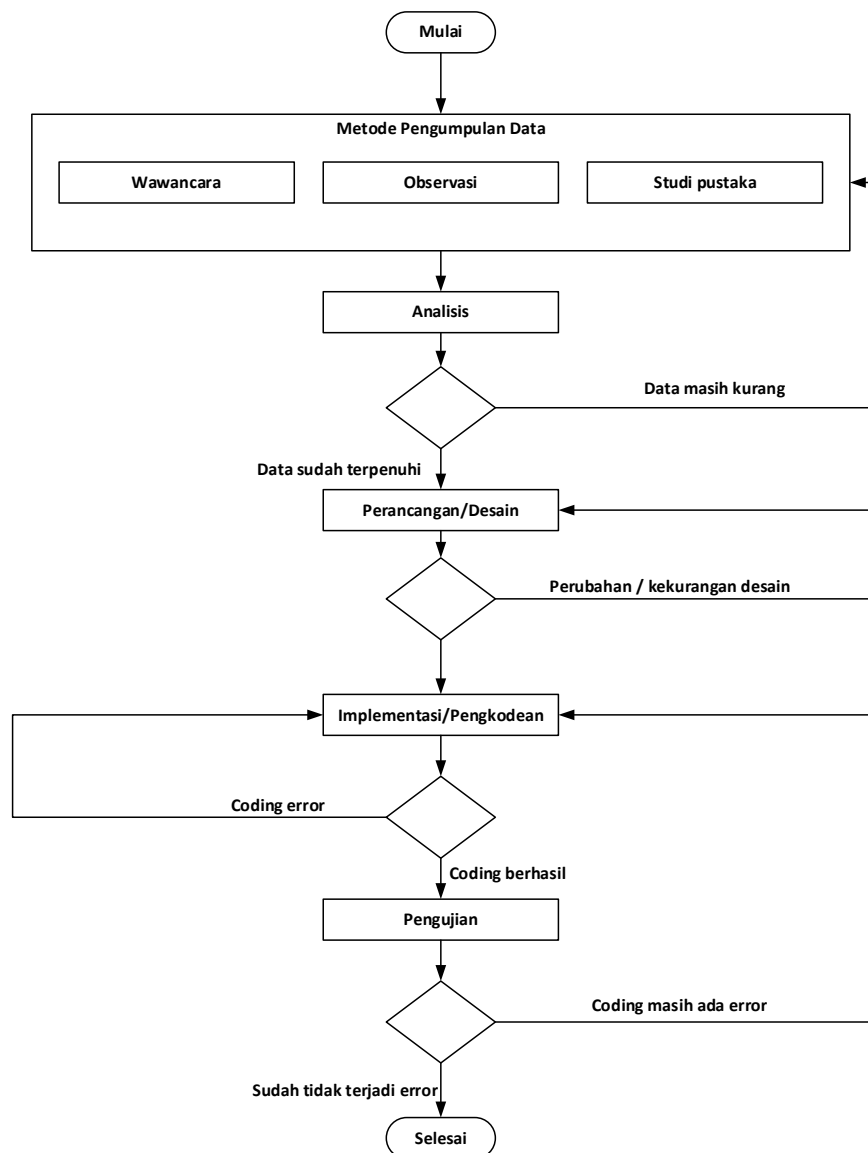 Mulai
Metode Pengumpulan Data
Wawancara
Observasi
Studi pustaka
Analisis
Data masih kurang
Data sudah terpenuhi
Perancangan/Desain
Perubahan / kekurangan desain
Implementasi/Pengkodean
Coding error
Coding berhasil
Pengujian
Coding masih ada error
Sudah tidak terjadi error
Selesai